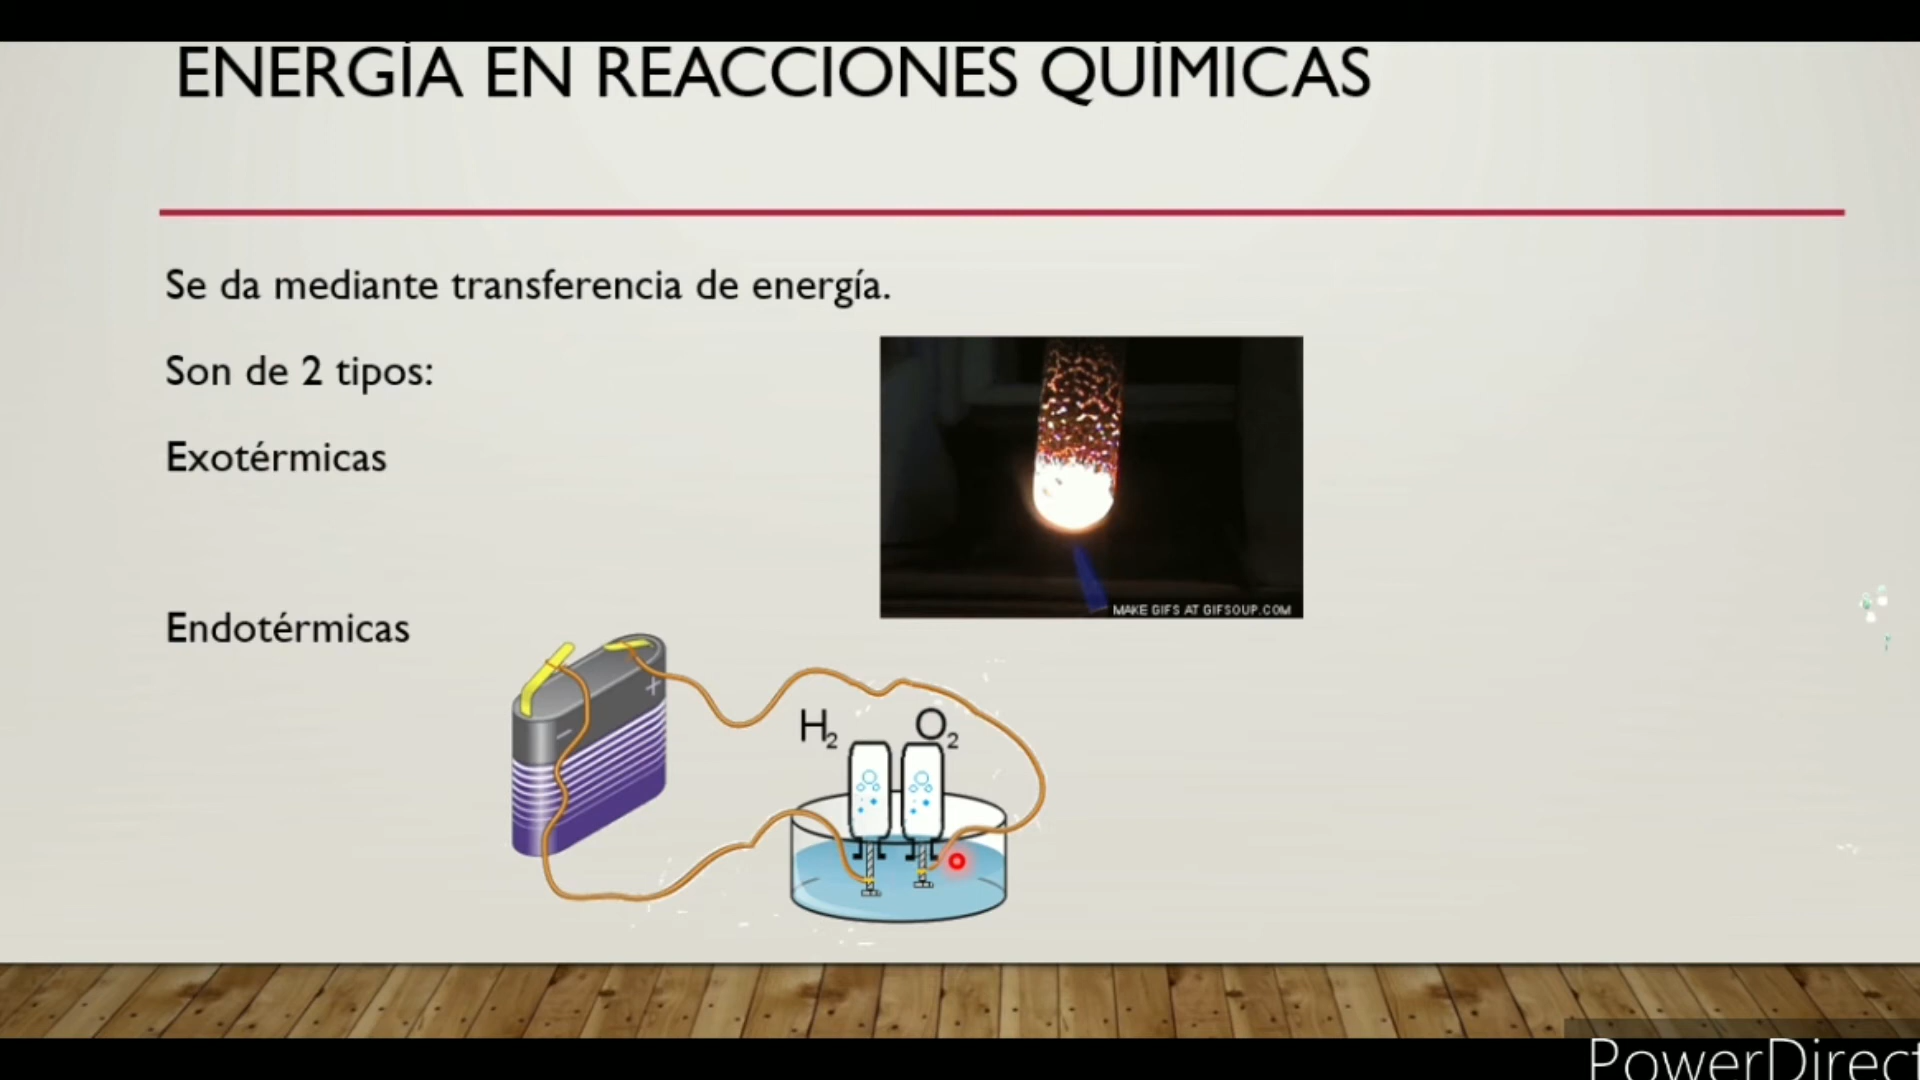 ENERGÍA EN REACCIONES QUÍMICAS
Se da mediante transferencia de energía.
Son de 2 tipos:
Exotérmicas
MAKE GIFS AT GIFSOUP.COM
Endotérmicas
+
−
H₂ O₂
PowerDirect